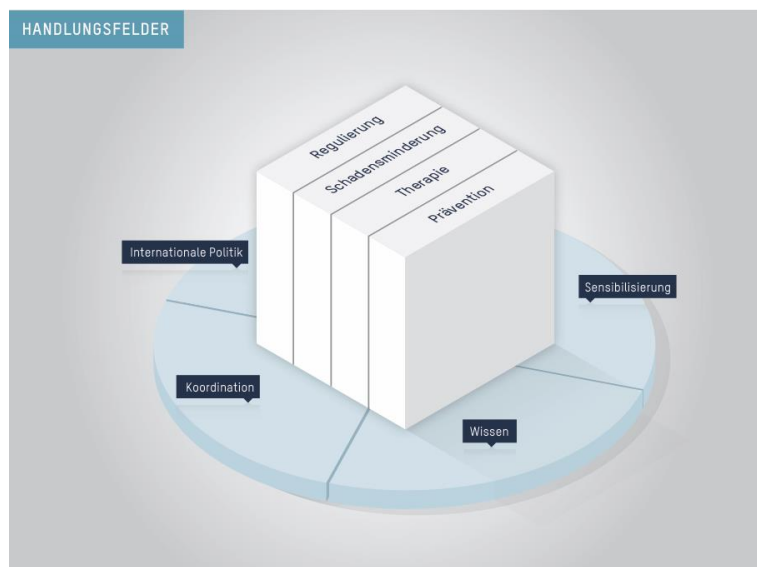 HANDLUNGSFELDER
Regulierung
Schadensminderung
Therapie
Prävention
Internationale Politik
Sensibilisierung
Koordination
Wissen